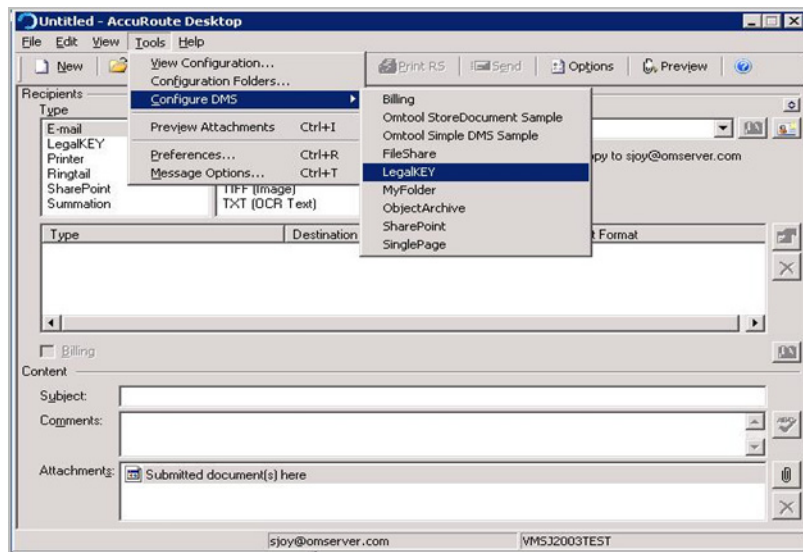 Untitled - AccuRoute Desktop
File Edit View Tools Help
New Print RS Send Options Preview
View Configuration...
Configuration Folders...
Configure DMS
Preview Attachments Ctrl+I
Preferences... Ctrl+R
Message Options... Ctrl+T
Billing
Omtool StoreDocument Sample
Omtool Simple DMS Sample
FileShare
LegalKEY
MyFolder
ObjectArchive
SharePoint
SinglePage
Recipients
Type
E-mail
LegalKEY
Printer
Ringtail
SharePoint
Summation
TIFF (Image)
TXT (OCR Text)
py to sjoy@omserver.com
Type Destination t Format
Billing
Content
Subject:
Comments:
Attachments: Submitted document(s) here
sjoy@omserver.com VMSJ2003TEST